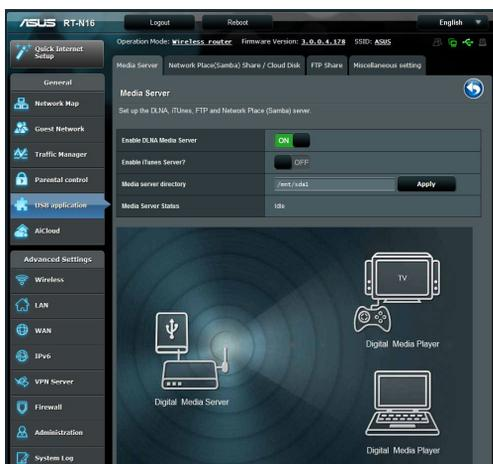 ASUS RT-N16
Logout
Reboot
English
Operation Mode: Wireless router Firmware Version: 3.0.0.4.178 SSID: ASUS
Quick Internet
Setup
General
Network Map
Guest Network
Traffic Manager
Parental control
USB application
AiCloud
Advanced Settings
Wireless
LAN
WAN
IPv6
VPN Server
Firewall
Administration
System Log
Media Server
Network Place(Samba) Share / Cloud Disk
FTP Share
Miscellaneous setting
Media Server
Set up the DLNA, iTunes, FTP and Network Place (Samba) server.
Enable DLNA Media Server
ON
Enable iTunes Server?
OFF
Media server directory
/mnt/sda1
Apply
Media Server Status
Idle
TV
Digital Media Player
Digital Media Server
Digital Media Player